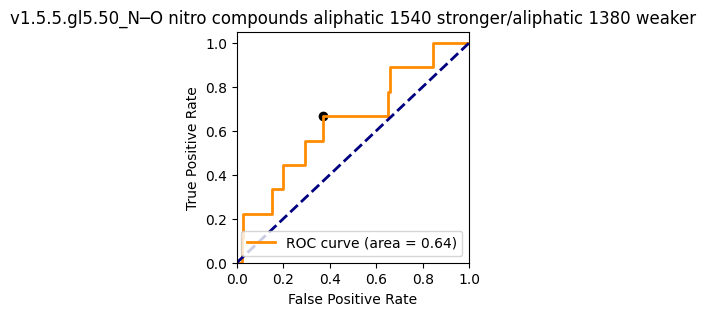 v1.5.5.gl5.50_N─O nitro compounds aliphatic 1540 stronger/aliphatic 1380 weaker
1.0
0.8
0.6
0.4
0.2
0.0
True Positive Rate
ROC curve (area = 0.64)
0.0 0.2 0.4 0.6 0.8 1.0
False Positive Rate